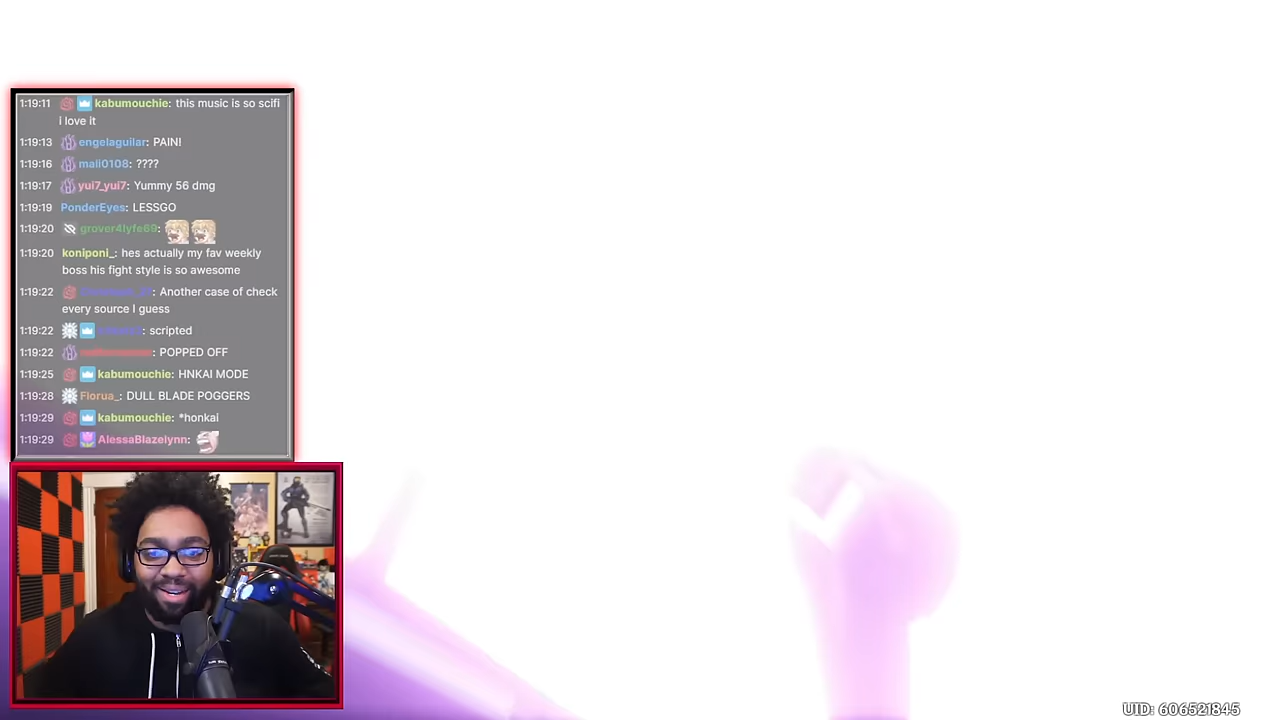 1:19:11 kabumouchie: this music is so scifi
i love it
1:19:13 engelaguilar: PAIN!
1:19:16 mali0108: ????
1:19:17 yui7_yui7: Yummy 56 dmg
1:19:19 PonderEyes: LESSGO
1:19:20 grover4lyfe69:
1:19:20 koniponi_: hes actually my fav weekly
boss his fight style is so awesome
1:19:22 : Another case of check
every source I guess
1:19:22 : scripted
1:19:22 : POPPED OFF
1:19:25 kabumouchie: HNKAI MODE
1:19:28 Fiorua_: DULL BLADE POGGERS
1:19:29 kabumouchie: *honkai
1:19:29 AlessaBlazelynn:
UID: 606521845